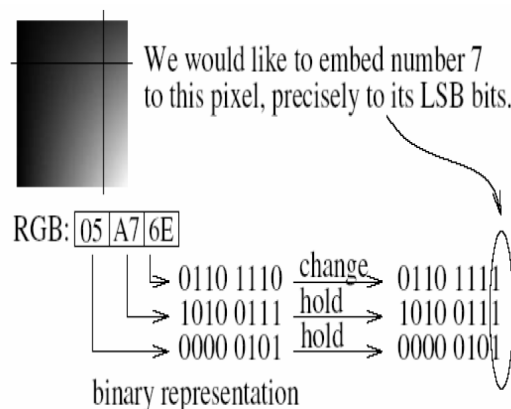 We would like to embed number 7
to this pixel, precisely to its LSB bits.
RGB: 05 A7 6E
0110 1110 change 0110 1111
1010 0111 hold 1010 0111
0000 0101 hold 0000 0101
binary representation